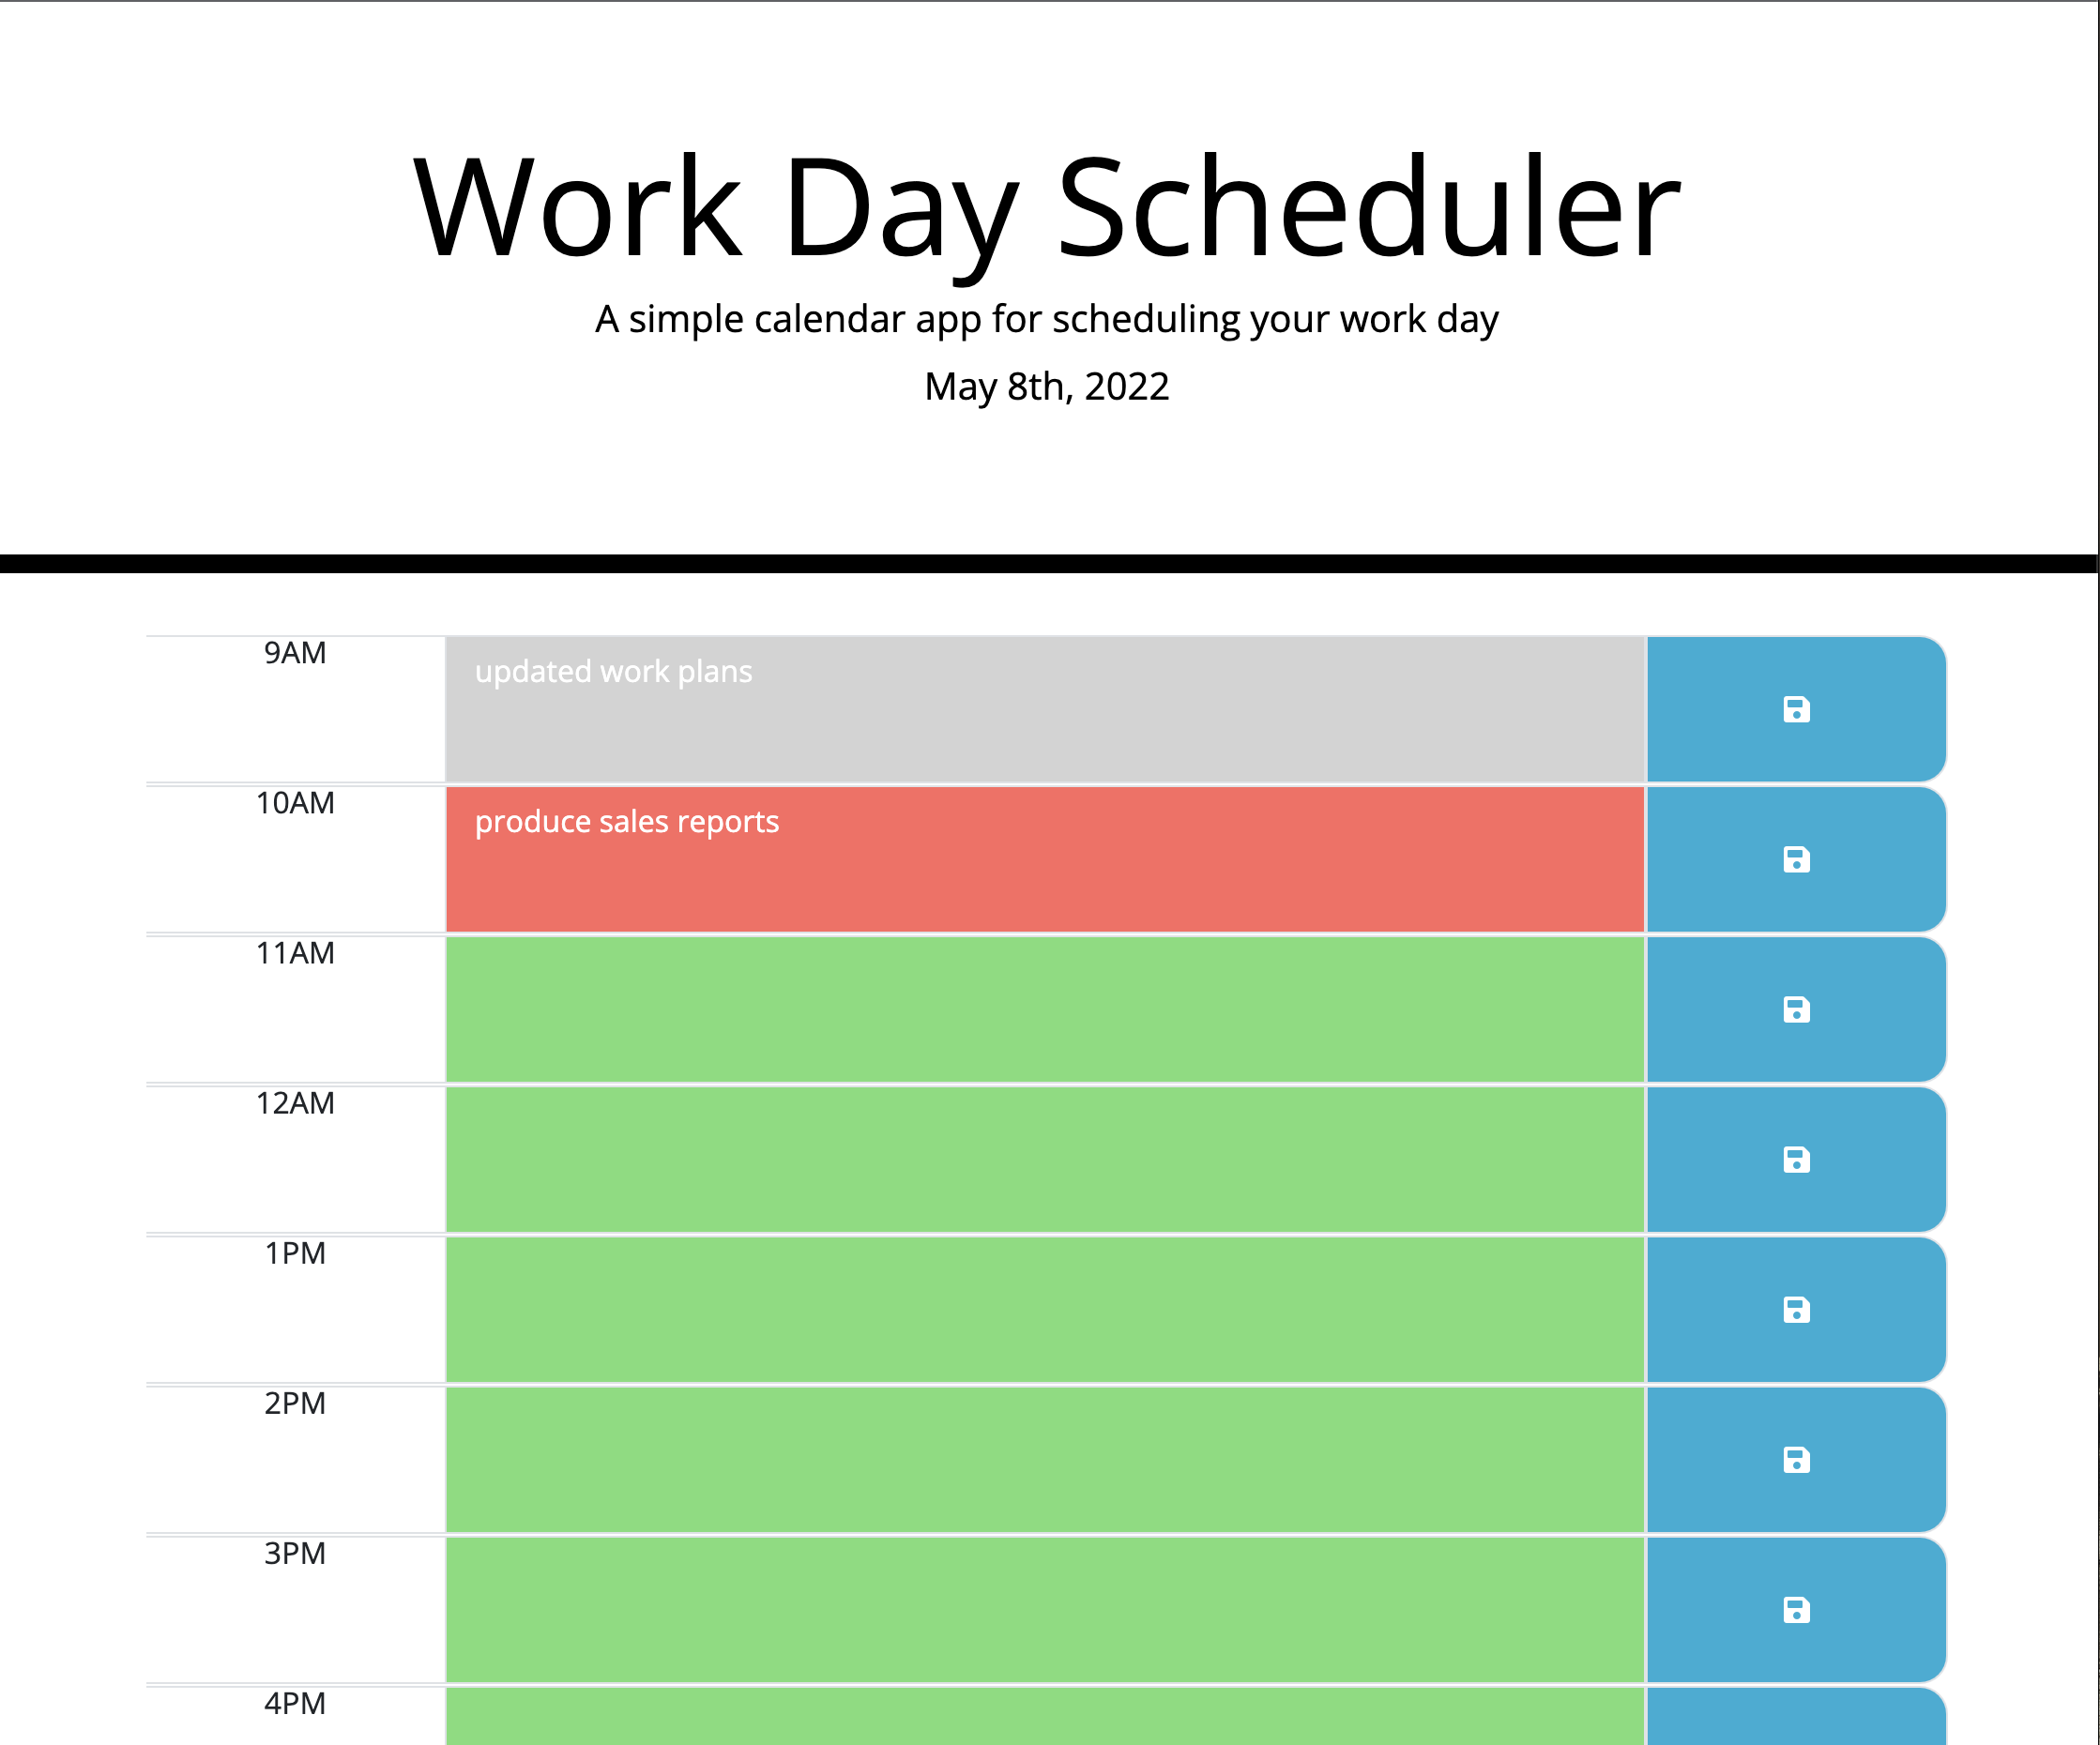 Work Day Scheduler
A simple calendar app for scheduling your work day
May 8th, 2022
9AM
updated work plans
10AM
produce sales reports
11AM
12AM
1PM
2PM
3PM
4PM